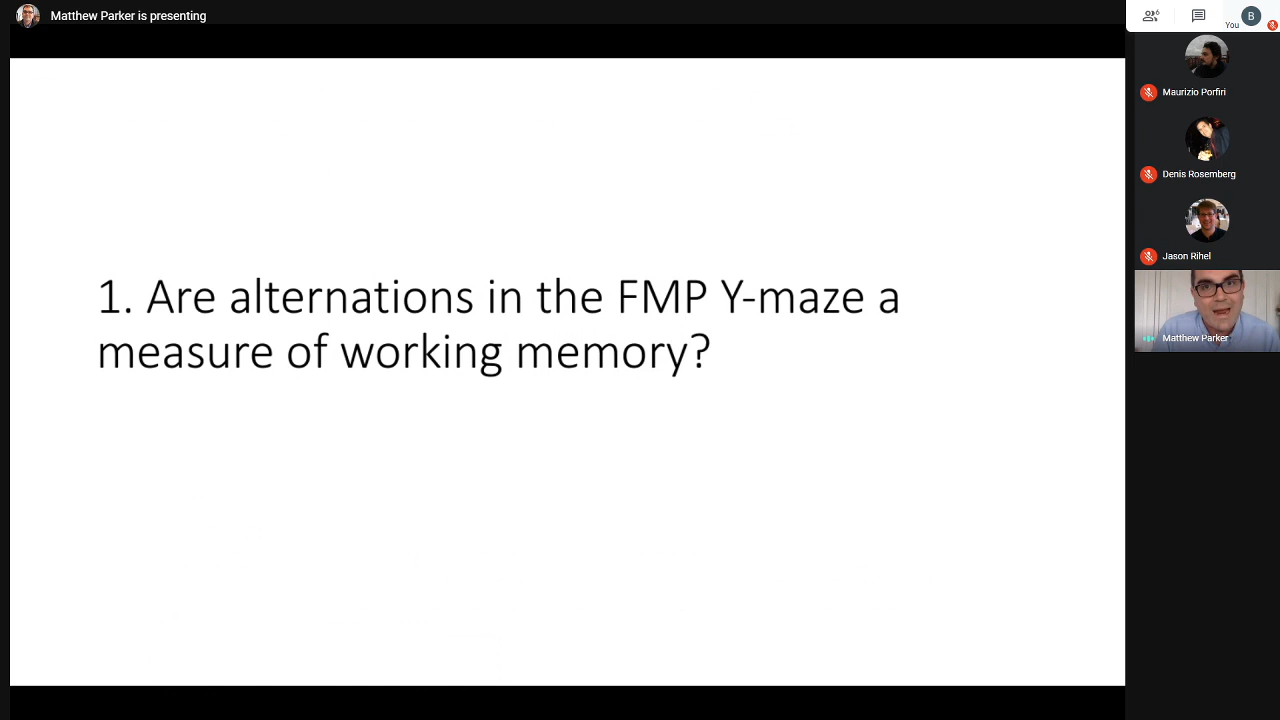 Matthew Parker is presenting
6
You
B
Maurizio Porfiri
Denis Rosemberg
Jason Rihel
Matthew Parker
1. Are alternations in the FMP Y-maze a
measure of working memory?